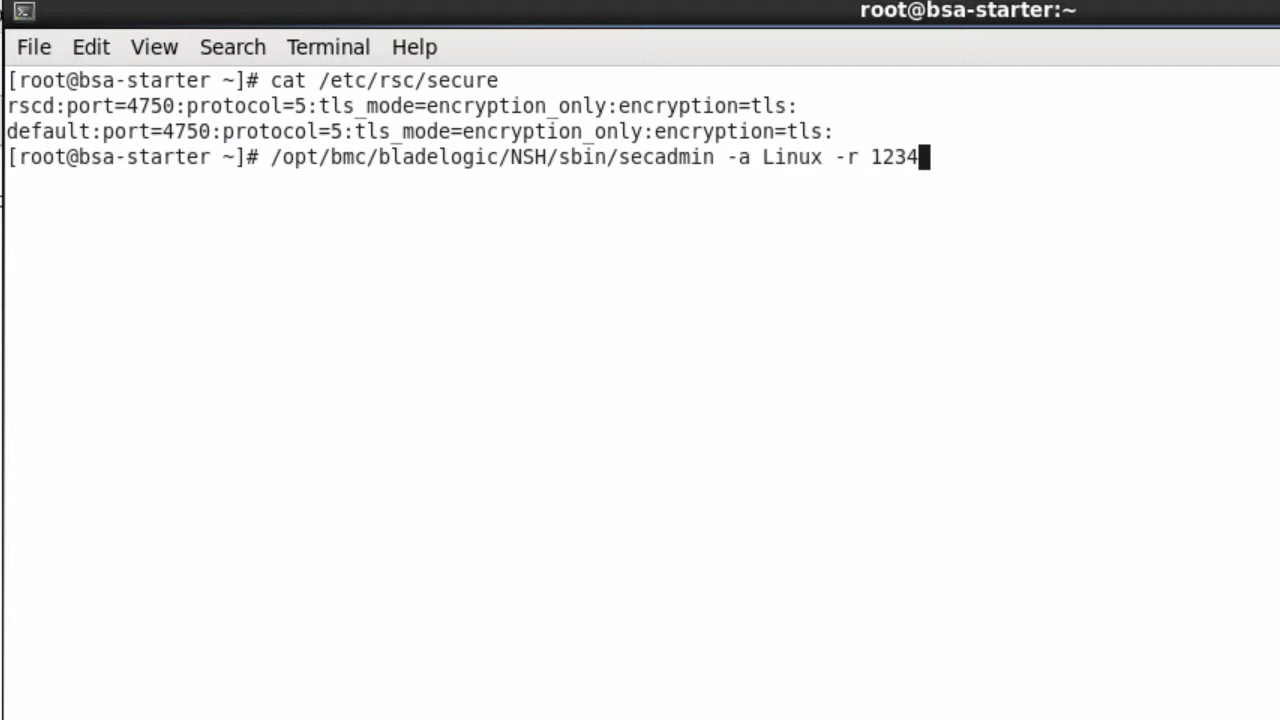 root@bsa-starter:~
File Edit View Search Terminal Help
[root@bsa-starter ~]# cat /etc/rsc/secure
rscd:port=4750:protocol=5:tls_mode=encryption_only:encryption=tls:
default:port=4750:protocol=5:tls_mode=encryption_only:encryption=tls:
[root@bsa-starter ~]# /opt/bmc/bladelogic/NSH/sbin/secadmin -a Linux -r 1234